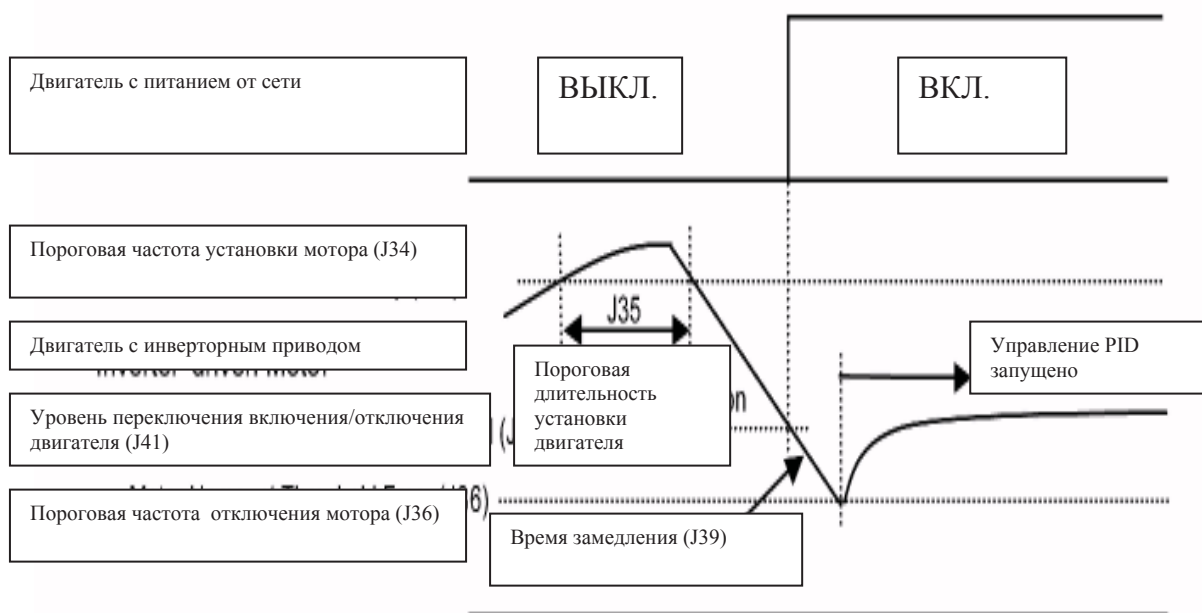 Двигатель с питанием от сети
ВЫКЛ.
ВКЛ.
Пороговая частота установки мотора (J34)
J35
Двигатель с инверторным приводом
Пороговая
длительность
установки
двигателя
Управление PID
запущено
Уровень переключения включения/отключения
двигателя (J41)
Пороговая частота  отключения мотора (J36)
Время замедления (J39)